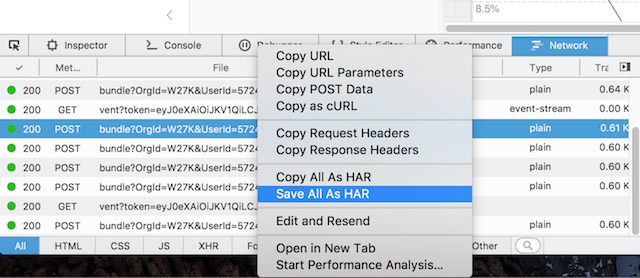 8.5%
Inspector Console Debugger Style Editor Performance Network
✓ Met... File Type Tra
200 POST bundle?OrgId=W27K&UserId=5724 plain 0.64 K
200 GET vent?token=eyJ0eXAiOiJKV1QiLCJ event-stream 0.00 K
200 POST bundle?OrgId=W27K&UserId=5724 plain 0.61 K
200 POST bundle?OrgId=W27K&UserId=5724 plain 0.60 K
200 POST bundle?OrgId=W27K&UserId=5724 plain 0.60 K
200 POST bundle?OrgId=W27K&UserId=5724 plain 0.60 K
200 GET vent?token=eyJ0eXAiOiJKV1QiLCJ
200 POST bundle?OrgId=W27K&UserId=5724 plain 0.60 K
All HTML CSS JS XHR Fo Other
Copy URL
Copy URL Parameters
Copy POST Data
Copy as cURL
Copy Request Headers
Copy Response Headers
Copy All As HAR
Save All As HAR
Edit and Resend
Open in New Tab
Start Performance Analysis...